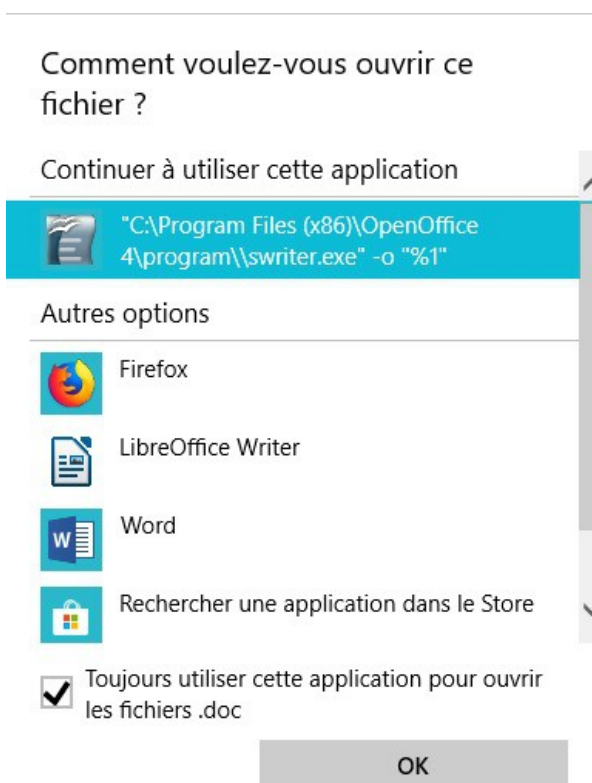 Comment voulez-vous ouvrir ce
fichier ?
Continuer à utiliser cette application
"C:\Program Files (x86)\OpenOffice
4\program\\swriter.exe" -o "%1"
Autres options
Firefox
LibreOffice Writer
W
Word
Rechercher une application dans le Store
Toujours utiliser cette application pour ouvrir
les fichiers .doc
OK